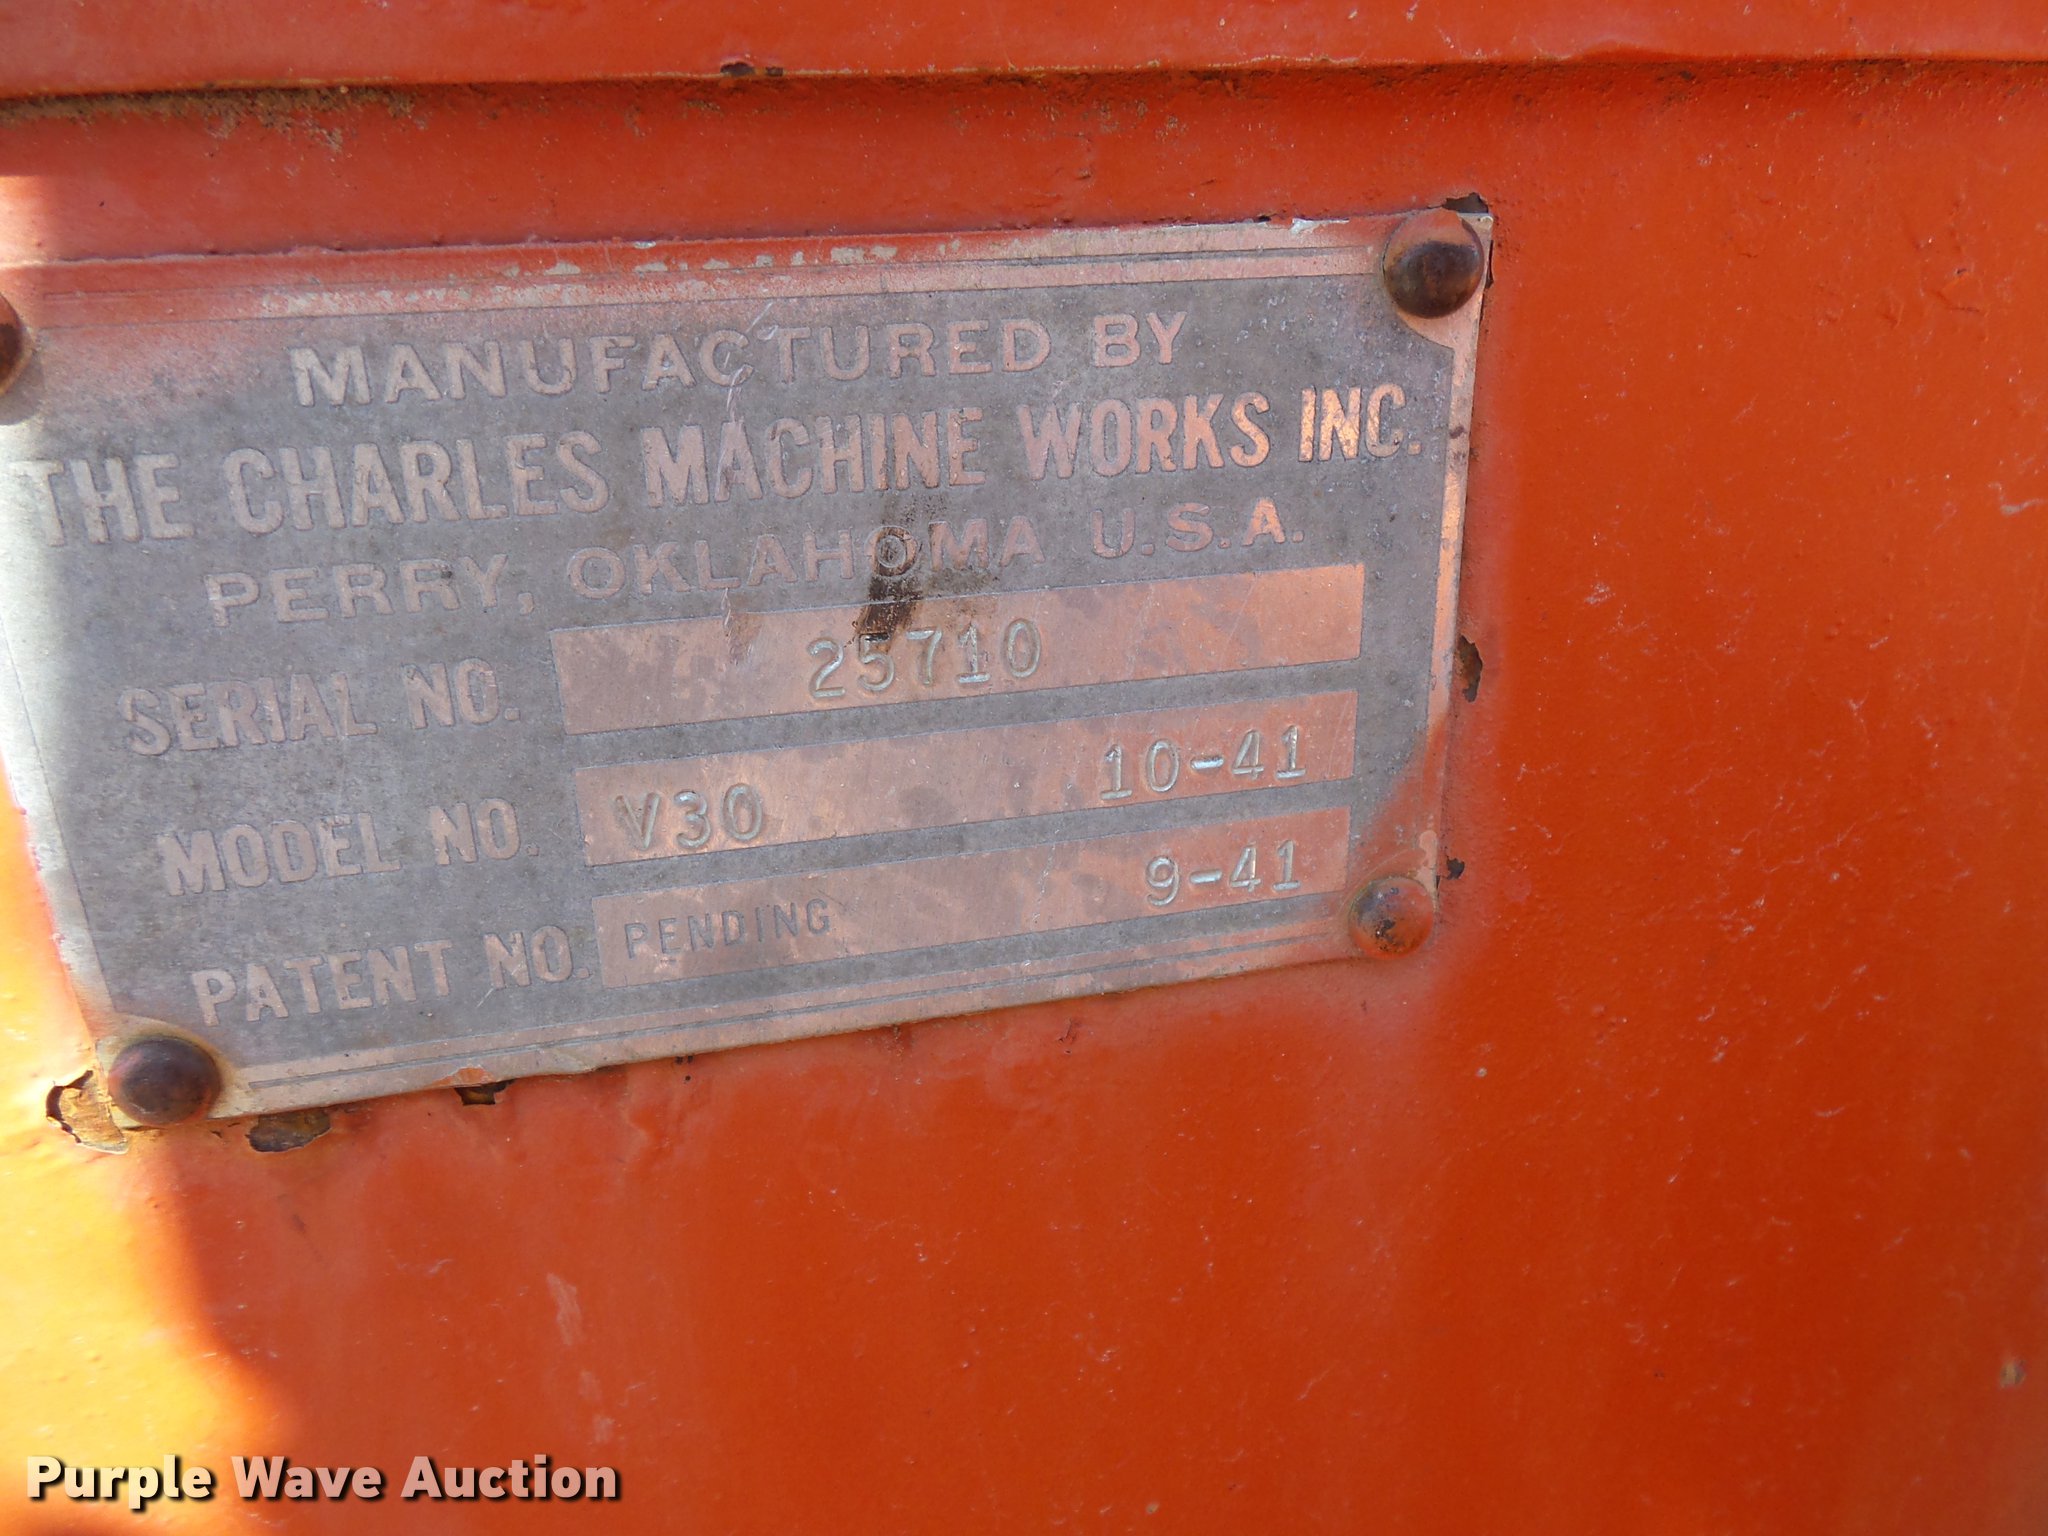 MANUFACTURED BY
THE CHARLES MACHINE WORKS INC.
PERRY, OKLAHOMA U.S.A.
SERIAL NO. 25710
MODEL NO. V30 10-41
PATENT NO. PENDING 9-41
Purple Wave Auction